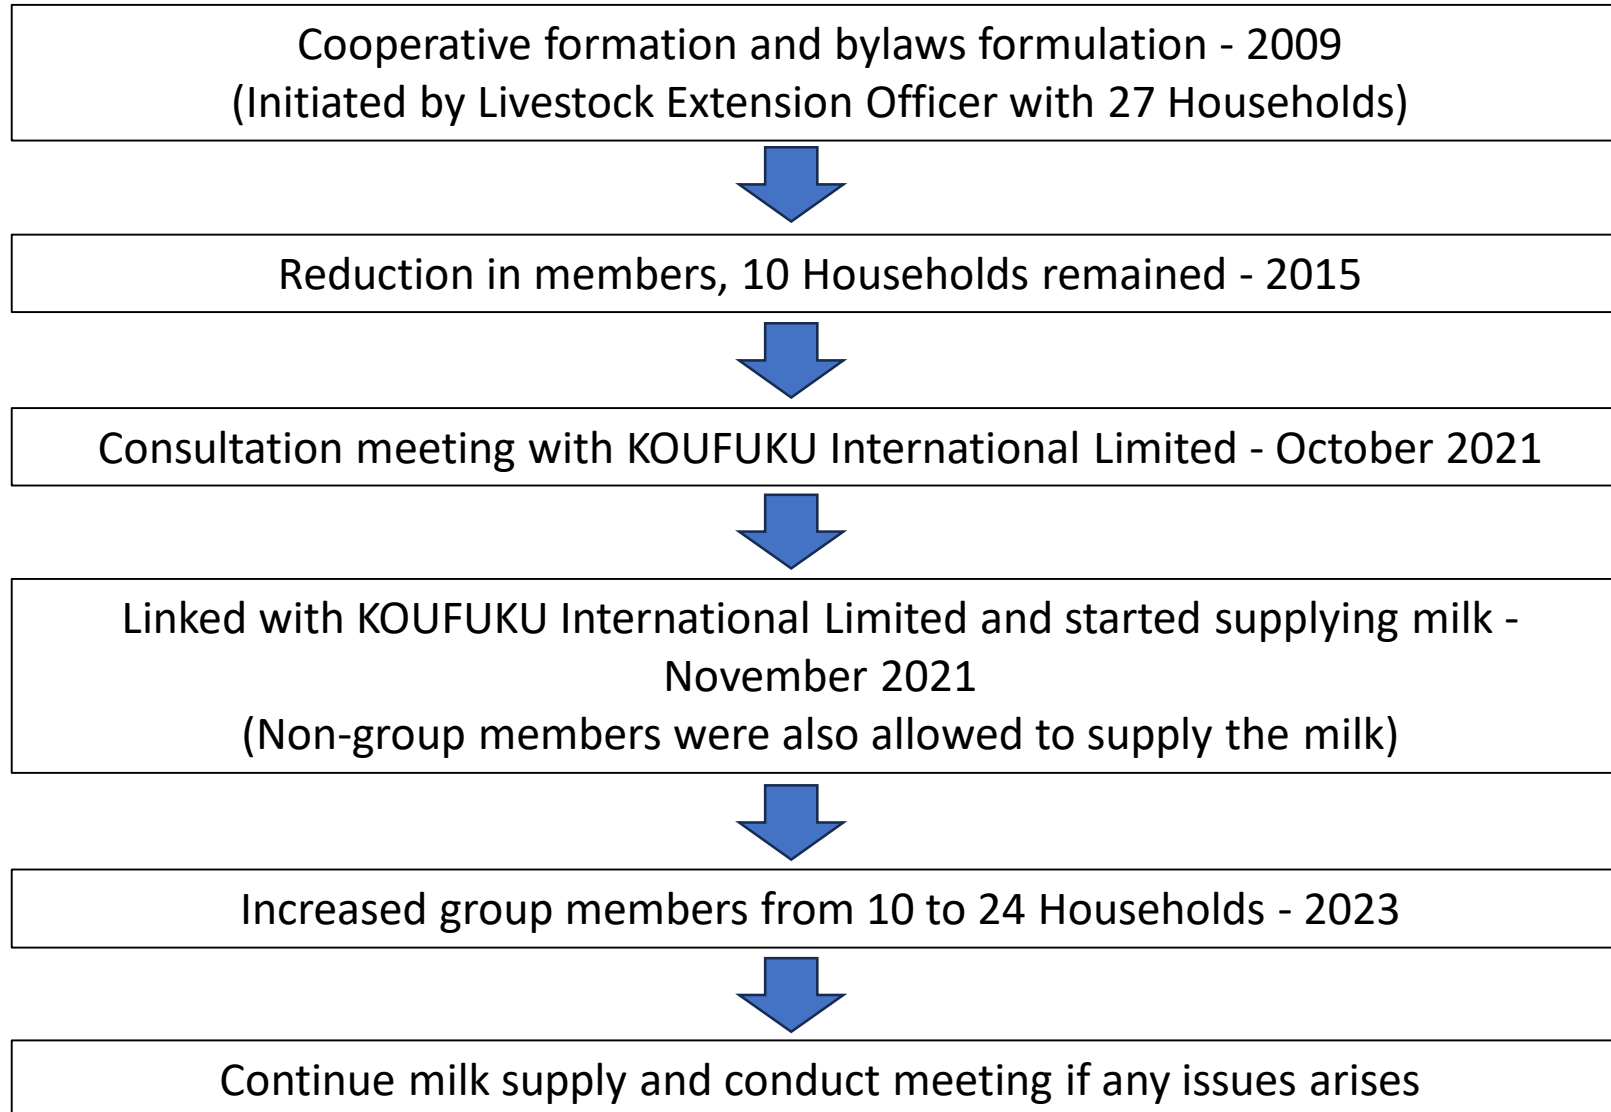 Cooperative formation and bylaws formulation - 2009
(Initiated by Livestock Extension Officer with 27 Households)
Reduction in members, 10 Households remained - 2015
Consultation meeting with KOUFUKU International Limited - October 2021
Linked with KOUFUKU International Limited and started supplying milk -
November 2021
(Non-group members were also allowed to supply the milk)
Increased group members from 10 to 24 Households - 2023
Continue milk supply and conduct meeting if any issues arises